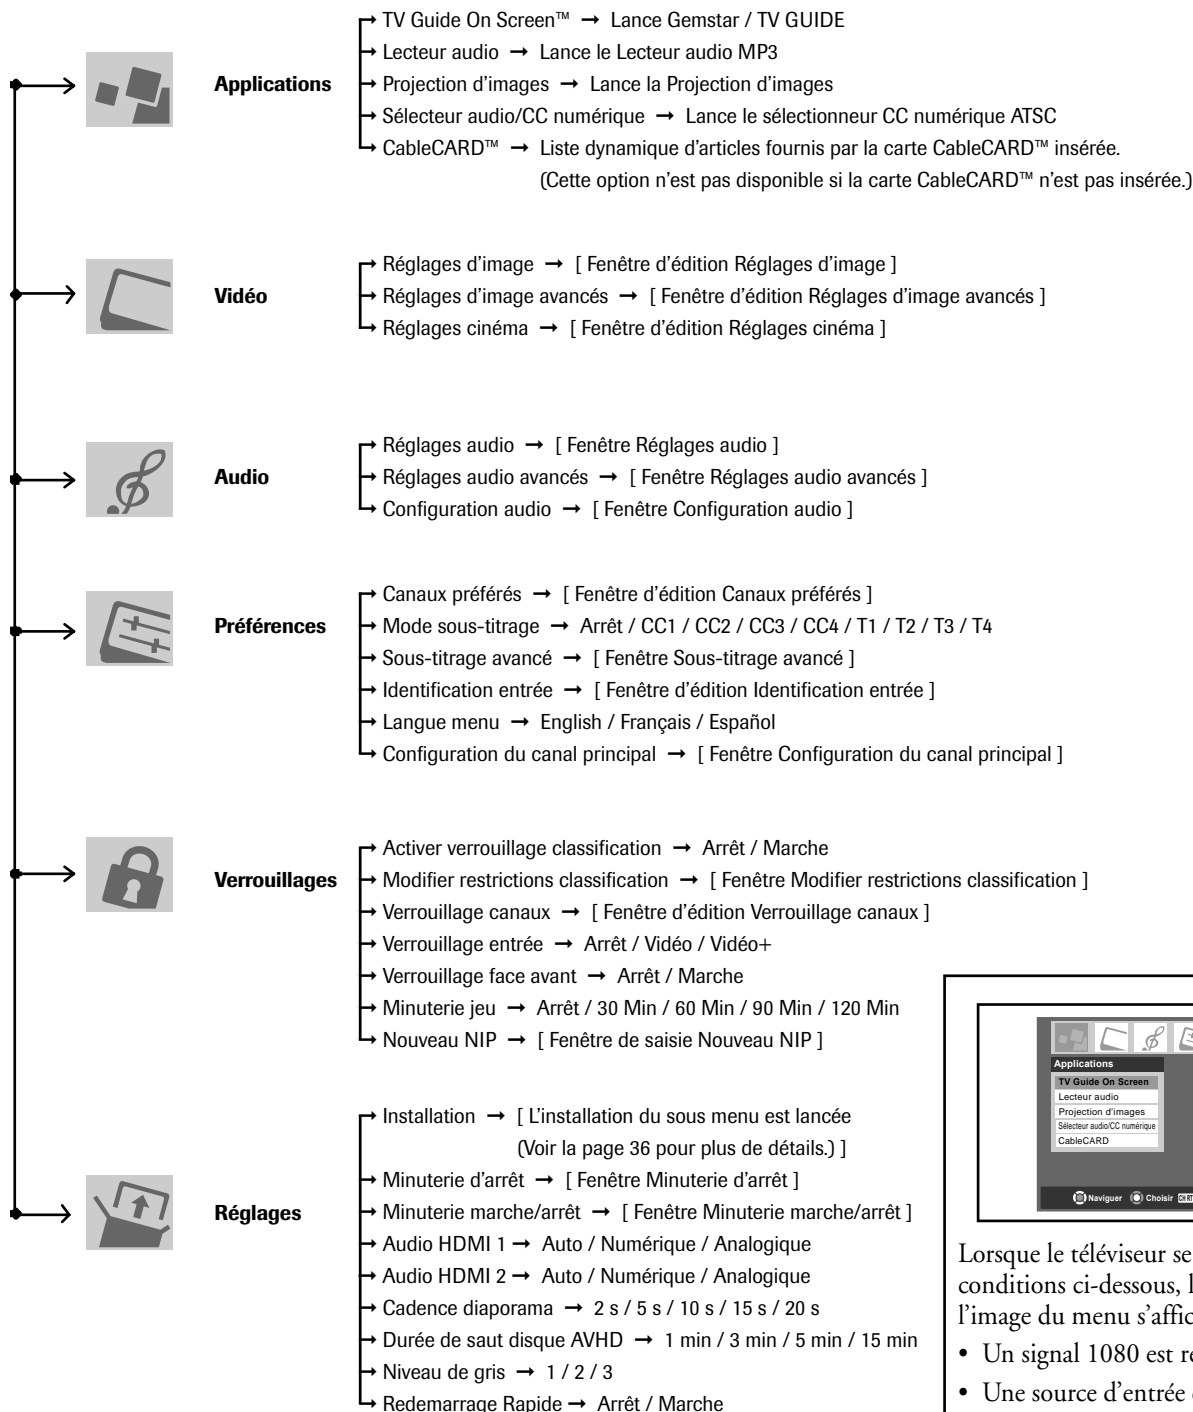 TV Guide On Screen™ → Lance Gemstar / TV GUIDE
Lecteur audio → Lance le Lecteur audio MP3
Applications
Projection d'images → Lance la Projection d'images
Sélecteur audio/CC numérique → Lance le sélectionneur CC numérique ATSC
CableCARD™ → Liste dynamique d'articles fournis par la carte CableCARD™ insérée.
(Cette option n'est pas disponible si la carte CableCARD™ n'est pas insérée.)
Réglages d'image → [ Fenêtre d'édition Réglages d'image ]
Vidéo
Réglages d'image avancés → [ Fenêtre d'édition Réglages d'image avancés ]
Réglages cinéma → [ Fenêtre d'édition Réglages cinéma ]
Réglages audio → [ Fenêtre Réglages audio ]
Audio
Réglages audio avancés → [ Fenêtre Réglages audio avancés ]
Configuration audio → [ Fenêtre Configuration audio ]
Canaux préférés → [ Fenêtre d'édition Canaux préférés ]
Préférences
Mode sous-titrage → Arrêt / CC1 / CC2 / CC3 / CC4 / T1 / T2 / T3 / T4
Sous-titrage avancé → [ Fenêtre Sous-titrage avancé ]
Identification entrée → [ Fenêtre d'édition Identification entrée ]
Langue menu → English / Français / Español
Configuration du canal principal → [ Fenêtre Configuration du canal principal ]
Activer verrouillage classification → Arrêt / Marche
Verrouillages
Modifier restrictions classification → [ Fenêtre Modifier restrictions classification ]
Verrouillage canaux → [ Fenêtre d'édition Verrouillage canaux ]
Verrouillage entrée → Arrêt / Vidéo / Vidéo+
Verrouillage face avant → Arrêt / Marche
Minuterie jeu → Arrêt / 30 Min / 60 Min / 90 Min / 120 Min
Nouveau NIP → [ Fenêtre de saisie Nouveau NIP ]
Installation → [ L'installation du sous menu est lancée
(Voir la page 36 pour plus de détails.) ]
Minuterie d'arrêt → [ Fenêtre Minuterie d'arrêt ]
Réglages
Minuterie marche/arrêt → [ Fenêtre Minuterie marche/arrêt ]
Audio HDMI 1 → Auto / Numérique / Analogique
Audio HDMI 2 → Auto / Numérique / Analogique
Cadence diaporama → 2 s / 5 s / 10 s / 15 s / 20 s
Durée de saut disque AVHD → 1 min / 3 min / 5 min / 15 min
Niveau de gris → 1 / 2 / 3
Redemarrage Rapide → Arrêt / Marche
Applications
TV Guide On Screen
Lecteur audio
Projection d'images
Sélecteur audio/CC numérique
CableCARD
Naviguer Choisir
Lorsque le téléviseur se
conditions ci-dessous, l
l'image du menu s'affic
• Un signal 1080 est re
• Une source d'entrée